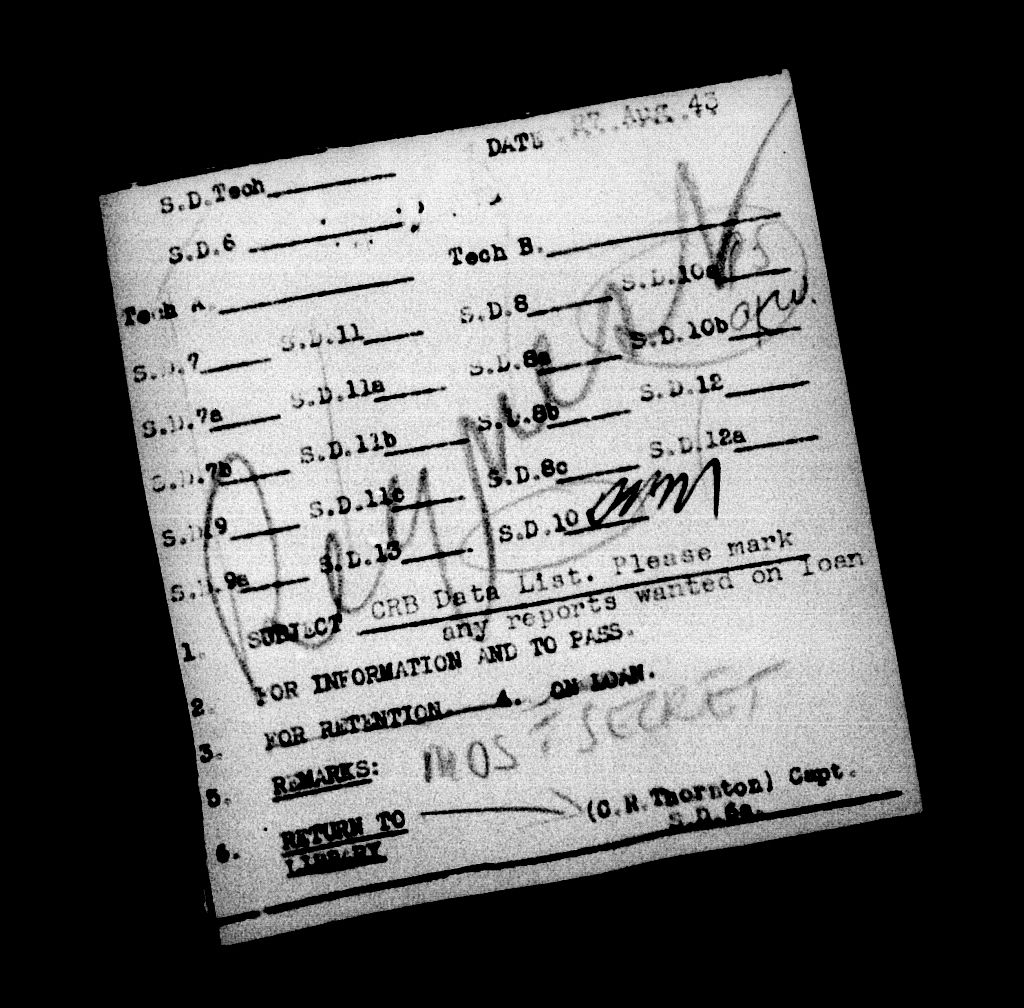 DATE 27.Aug.43
S.D.Tech
S.D.6
Tech B.
Tech A.
S.D.7 S.D.11 S.D.8 S.D.10a
S.D.7a S.D.11a S.D.8a S.D.10b
S.D.7b S.D.11b S.D.8b S.D.12
S.D.9 S.D.11c S.D.8c S.D.12a
S.D.9a S.D.13 S.D.10
1. SUBJECT CRB Data List. Please mark
any reports wanted on loan
2. FOR INFORMATION AND TO PASS.
3. FOR RETENTION 4. ON LOAN.
5. REMARKS: MOST SECRET
6. RETURN TO
LIBRARY
(C.H.Thornton) Capt.
S.D.6a.